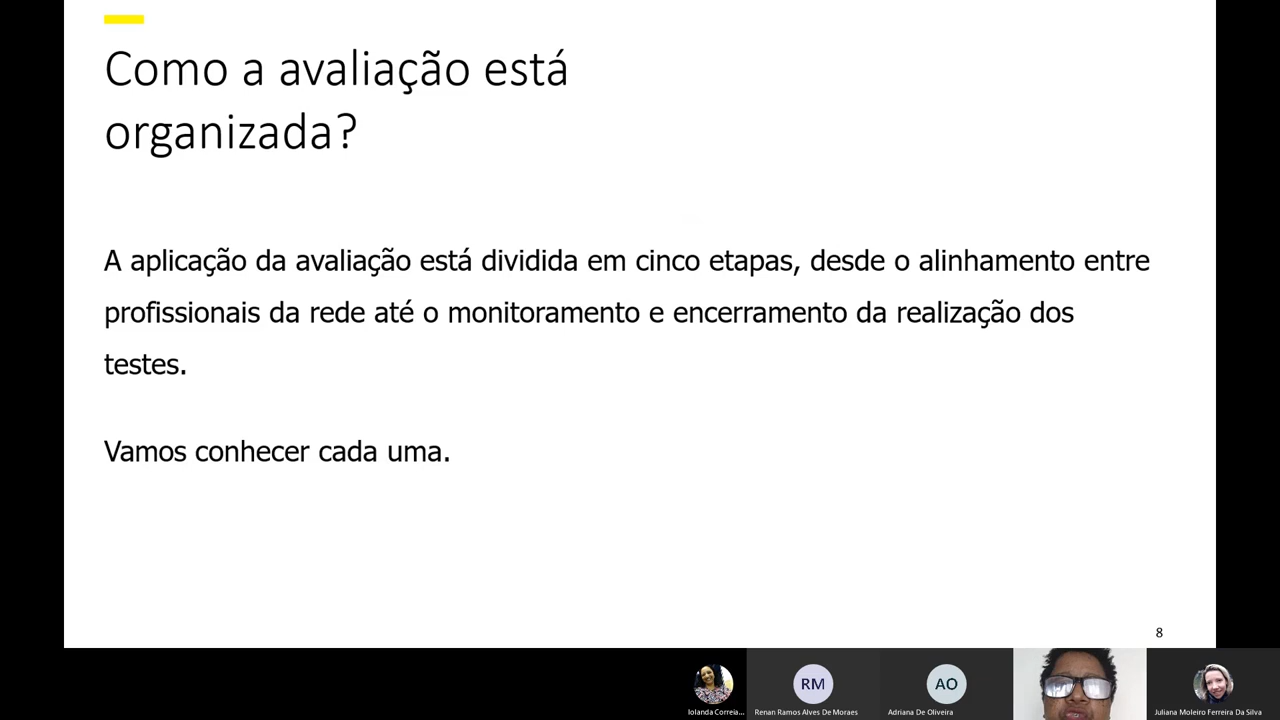 Como a avaliação está
organizada?
A aplicação da avaliação está dividida em cinco etapas, desde o alinhamento entre
profissionais da rede até o monitoramento e encerramento da realização dos
testes.
Vamos conhecer cada uma.
8
RM
AO
Iolanda Correia...
Renan Ramos Alves De Moraes
Adriana De Oliveira
Juliana Moleiro Ferreira Da Silva